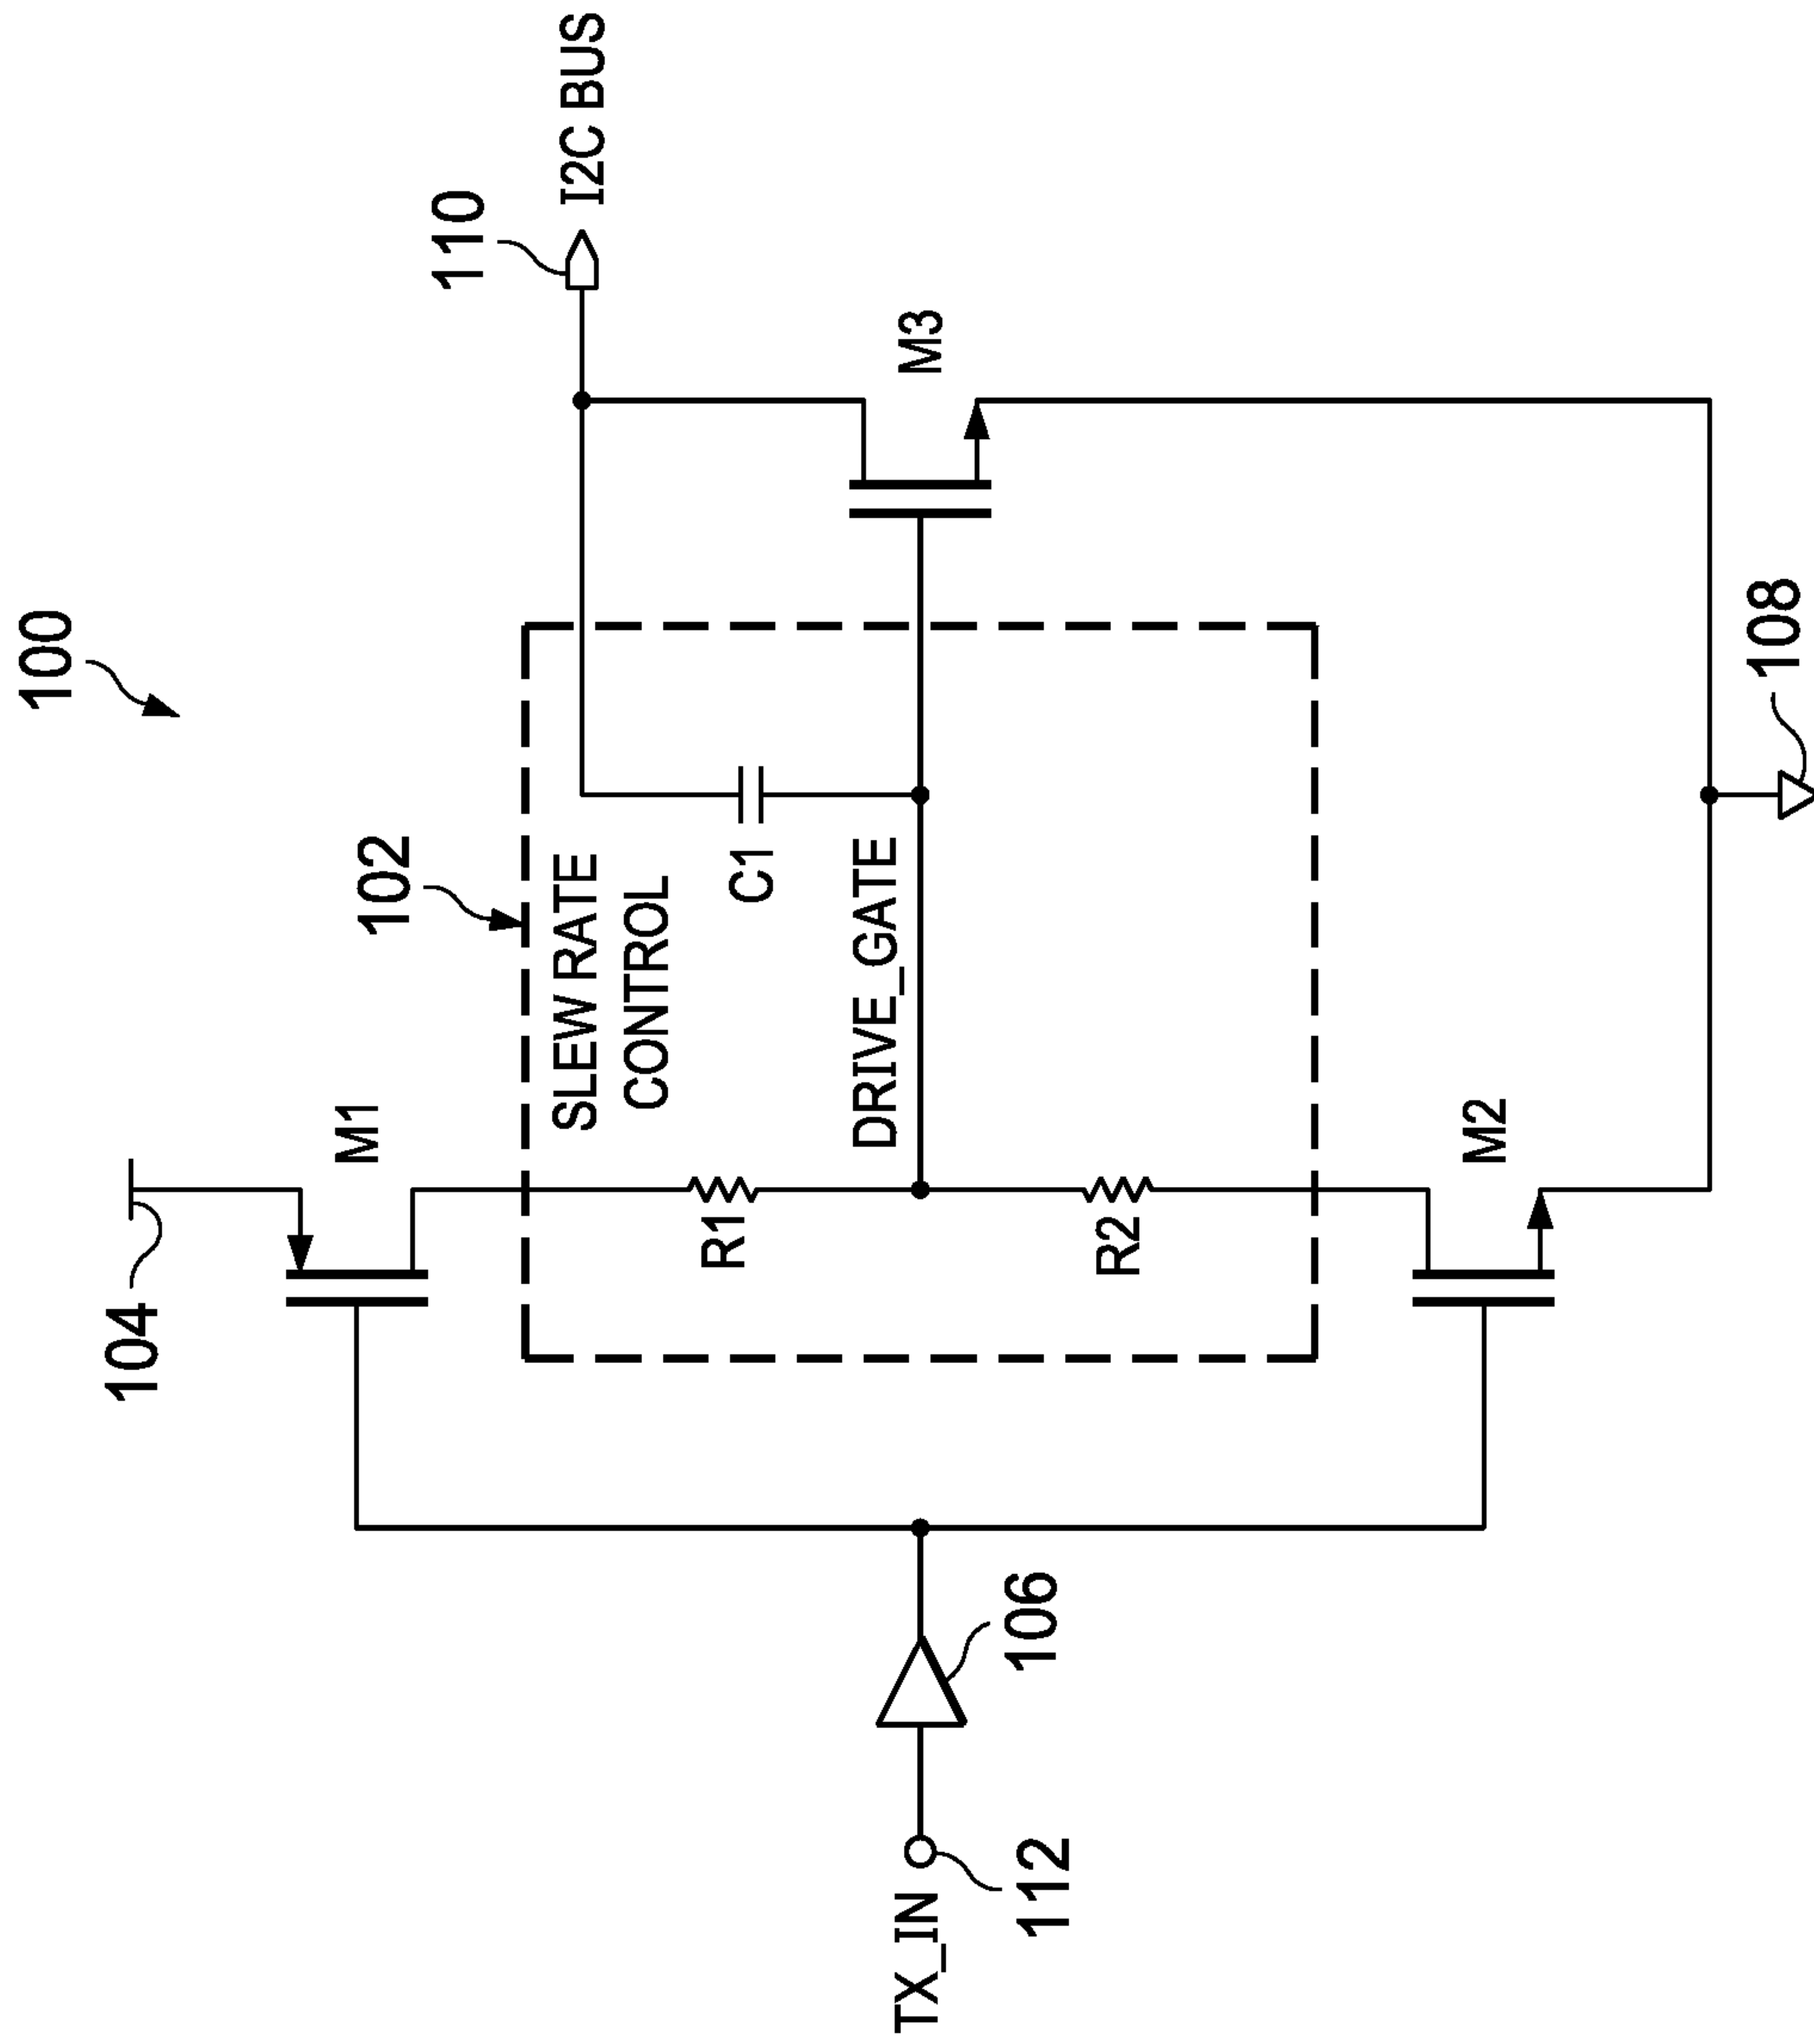 100
104
M1
102
SLEW RATE
CONTROL
110
I2C BUS
R1
C1
DRIVE_GATE
M3
TX_IN
112
106
R2
M2
108